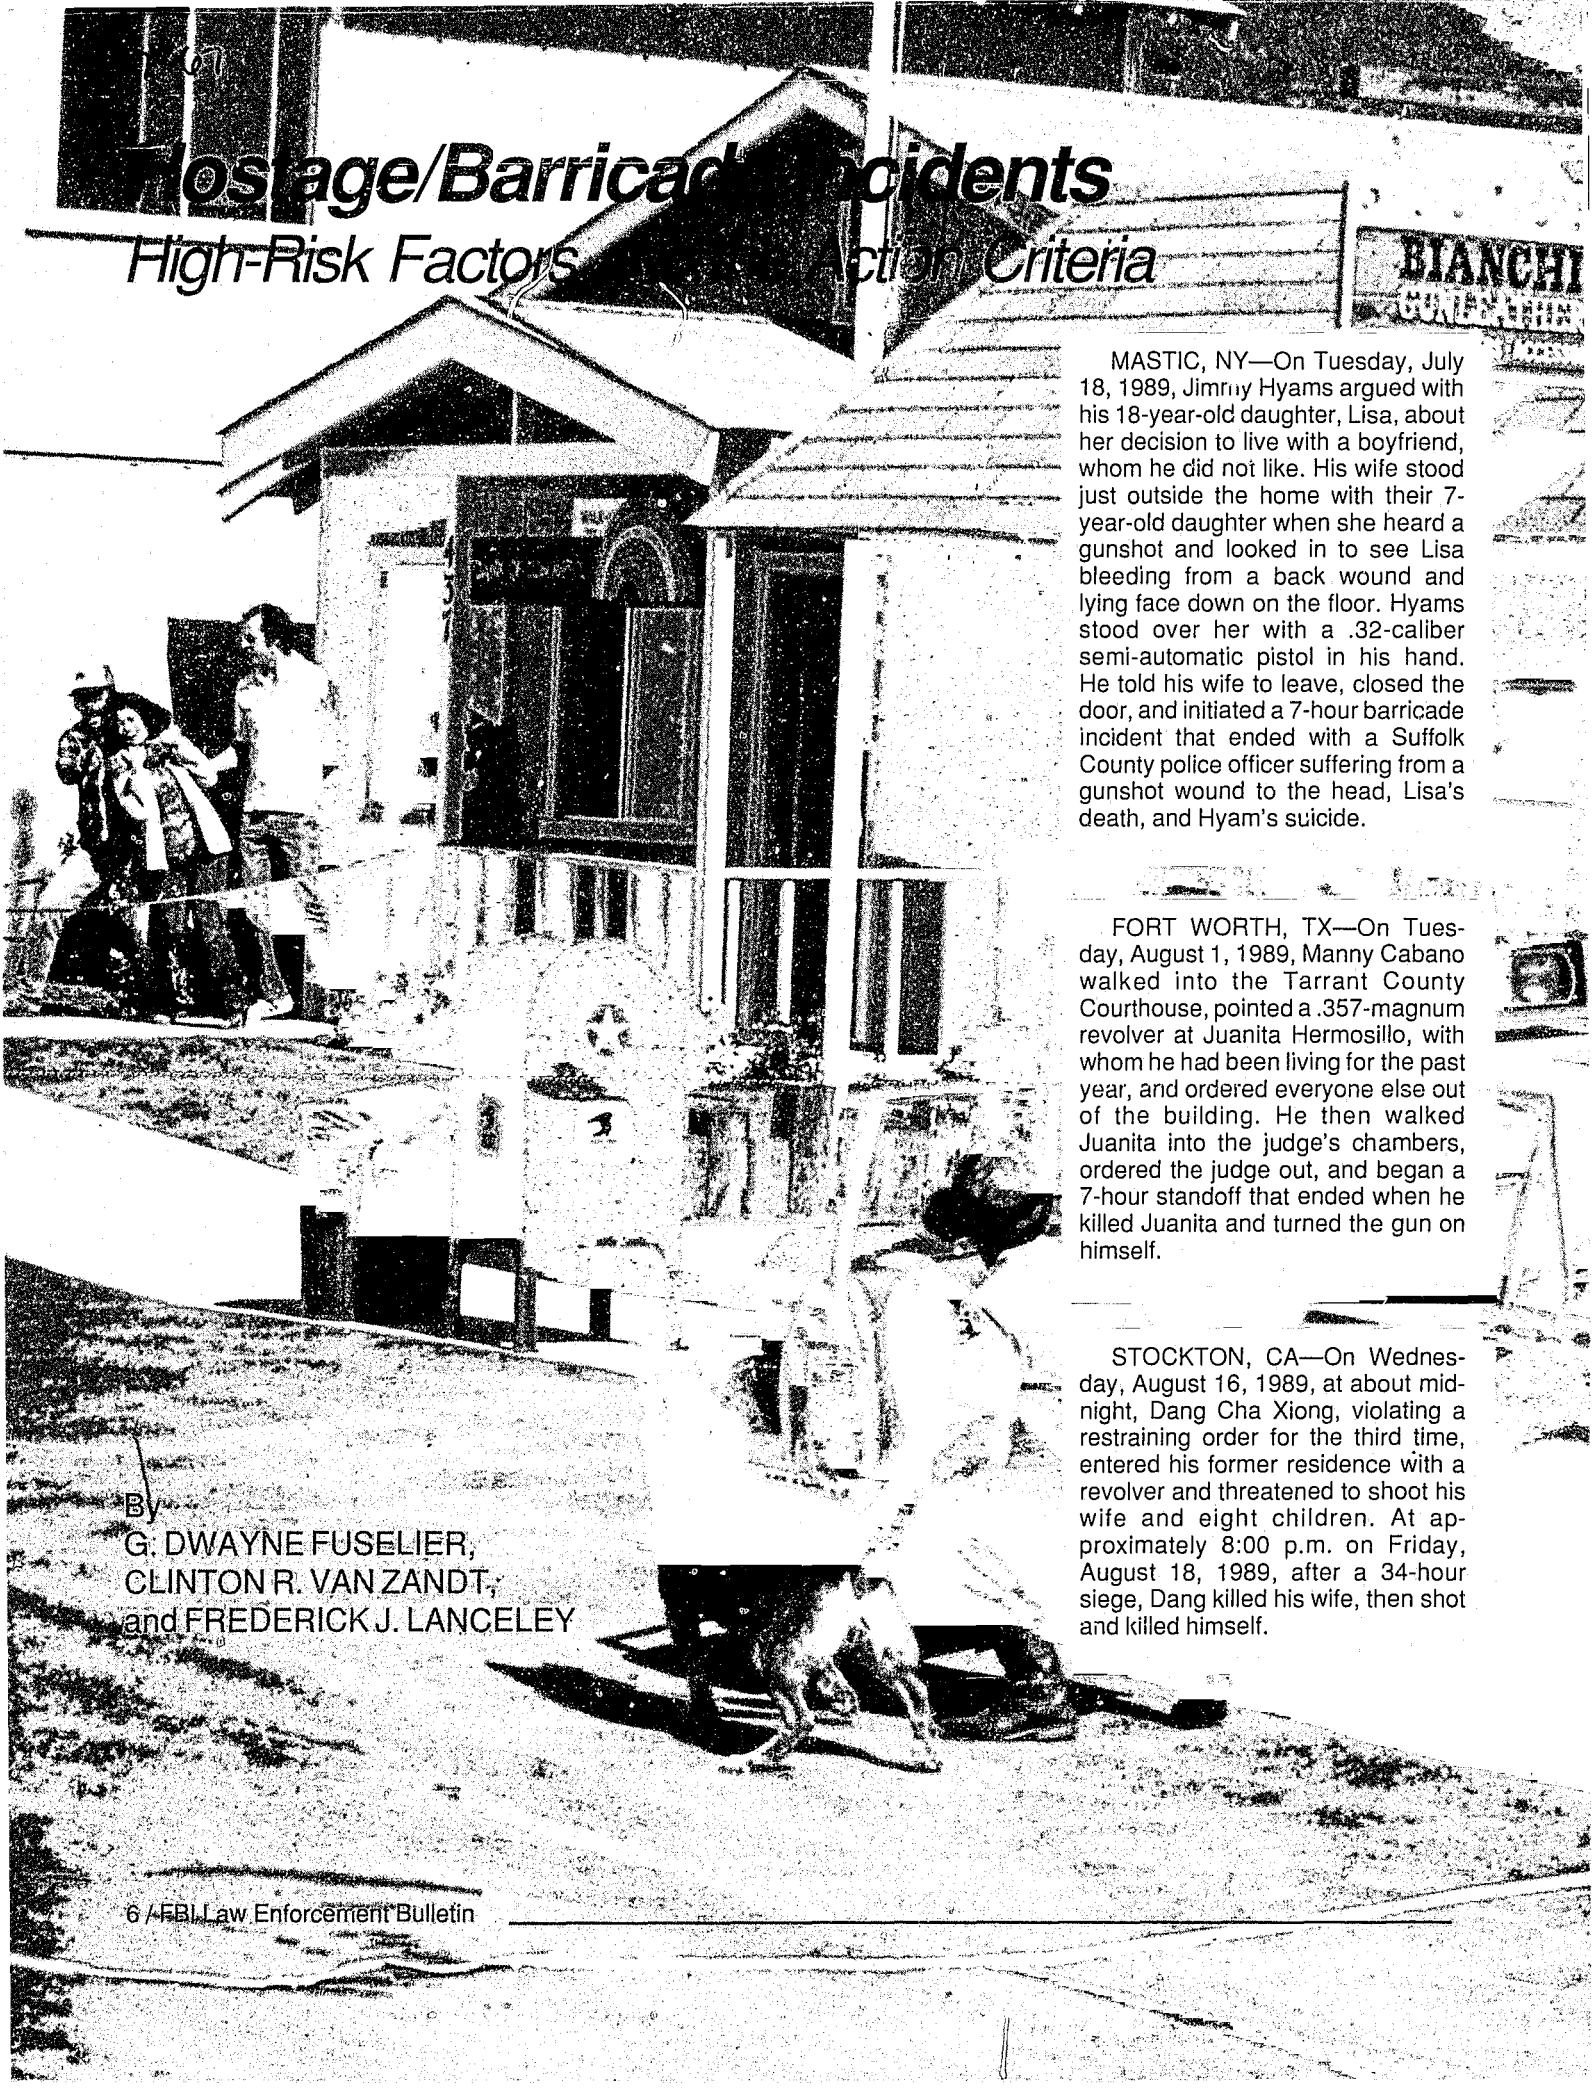 Hostage/Barricade Incidents
High-Risk Factors Action Criteria
BIANCHI
GUNLEATHER
MASTIC, NY—On Tuesday, July
18, 1989, Jimmy Hyams argued with
his 18-year-old daughter, Lisa, about
her decision to live with a boyfriend,
whom he did not like. His wife stood
just outside the home with their 7-
year-old daughter when she heard a
gunshot and looked in to see Lisa
bleeding from a back wound and
lying face down on the floor. Hyams
stood over her with a .32-caliber
semi-automatic pistol in his hand.
He told his wife to leave, closed the
door, and initiated a 7-hour barricade
incident that ended with a Suffolk
County police officer suffering from a
gunshot wound to the head, Lisa's
death, and Hyam's suicide.
FORT WORTH, TX—On Tues-
day, August 1, 1989, Manny Cabano
walked into the Tarrant County
Courthouse, pointed a .357-magnum
revolver at Juanita Hermosillo, with
whom he had been living for the past
year, and ordered everyone else out
of the building. He then walked
Juanita into the judge's chambers,
ordered the judge out, and began a
7-hour standoff that ended when he
killed Juanita and turned the gun on
himself.
STOCKTON, CA—On Wednes-
day, August 16, 1989, at about mid-
night, Dang Cha Xiong, violating a
restraining order for the third time,
entered his former residence with a
revolver and threatened to shoot his
wife and eight children. At ap-
proximately 8:00 p.m. on Friday,
August 18, 1989, after a 34-hour
siege, Dang killed his wife, then shot
and killed himself.
By
G. DWAYNE FUSELIER,
CLINTON R. VAN ZANDT,
and FREDERICK J. LANCELEY
6 / FBI Law Enforcement Bulletin